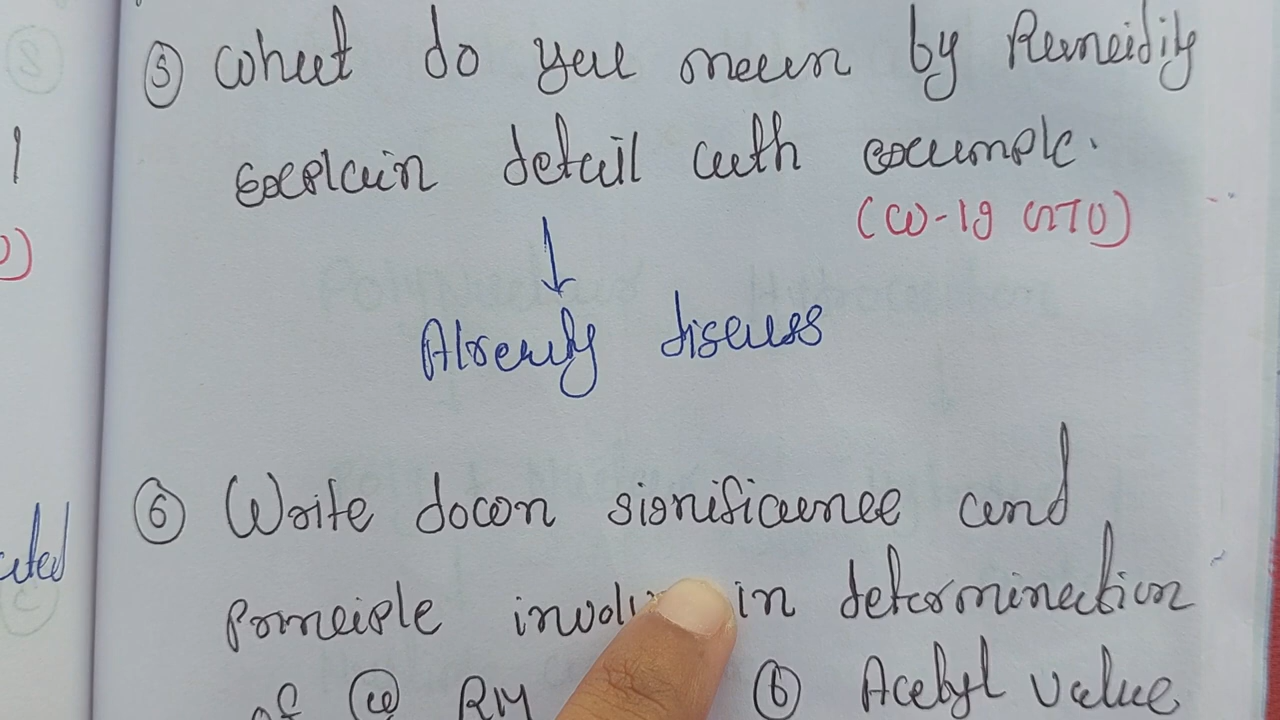 ⑤ What do you mean by Rancidity
Explain detail with example.
(W-19 GTU)
Already discuss
⑥ Write down significance and
Principle in determination
of ⓐ RM ⓑ Acetyl value